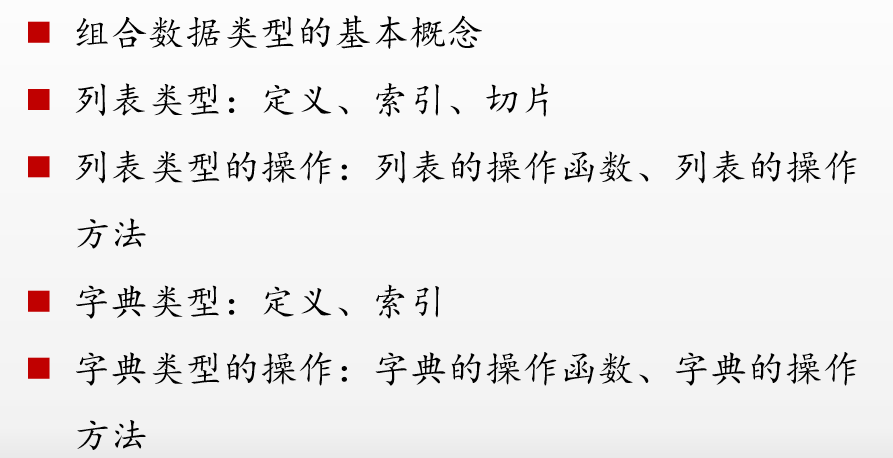 组合数据类型的基本概念
列表类型：定义、索引、切片
列表类型的操作：列表的操作函数、列表的操作
方法
字典类型：定义、索引
字典类型的操作：字典的操作函数、字典的操作
方法